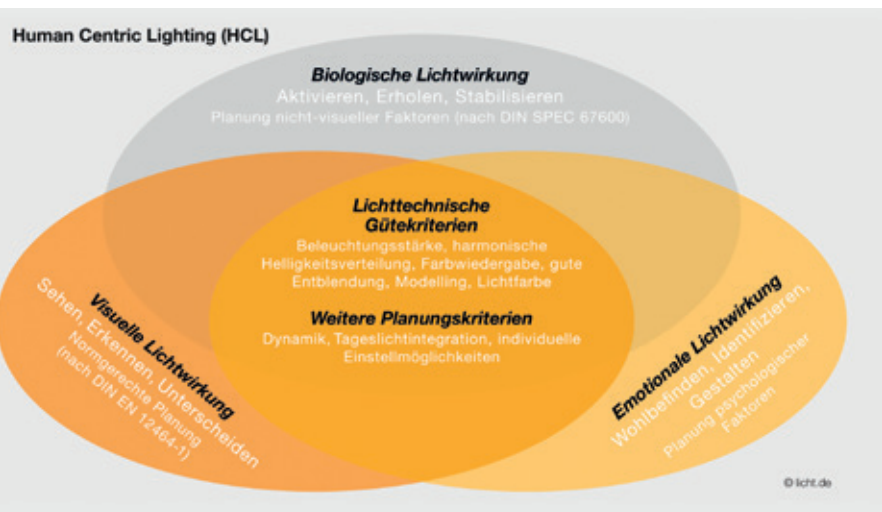 Human Centric Lighting (HCL)
Biologische Lichtwirkung
Aktivieren, Erholen, Stabilisieren
Planung nicht-visueller Faktoren (nach DIN SPEC 67600)
Lichttechnische
Gütekriterien
Beleuchtungsstärke, harmonische
Helligkeitsverteilung, Farbwiedergabe, gute
Entblendung, Modelling, Lichtfarbe
Weitere Planungskriterien
Dynamik, Tageslichtintegration, individuelle
Einstellmöglichkeiten
Visuelle Lichtwirkung
Sehen, Erkennen, Unterscheiden
Normgerechte Planung
(nach DIN EN 12464-1)
Emotionale Lichtwirkung
Wohlbefinden, Identifizieren,
Gestalten
Planung psychologischer
Faktoren
© licht.de